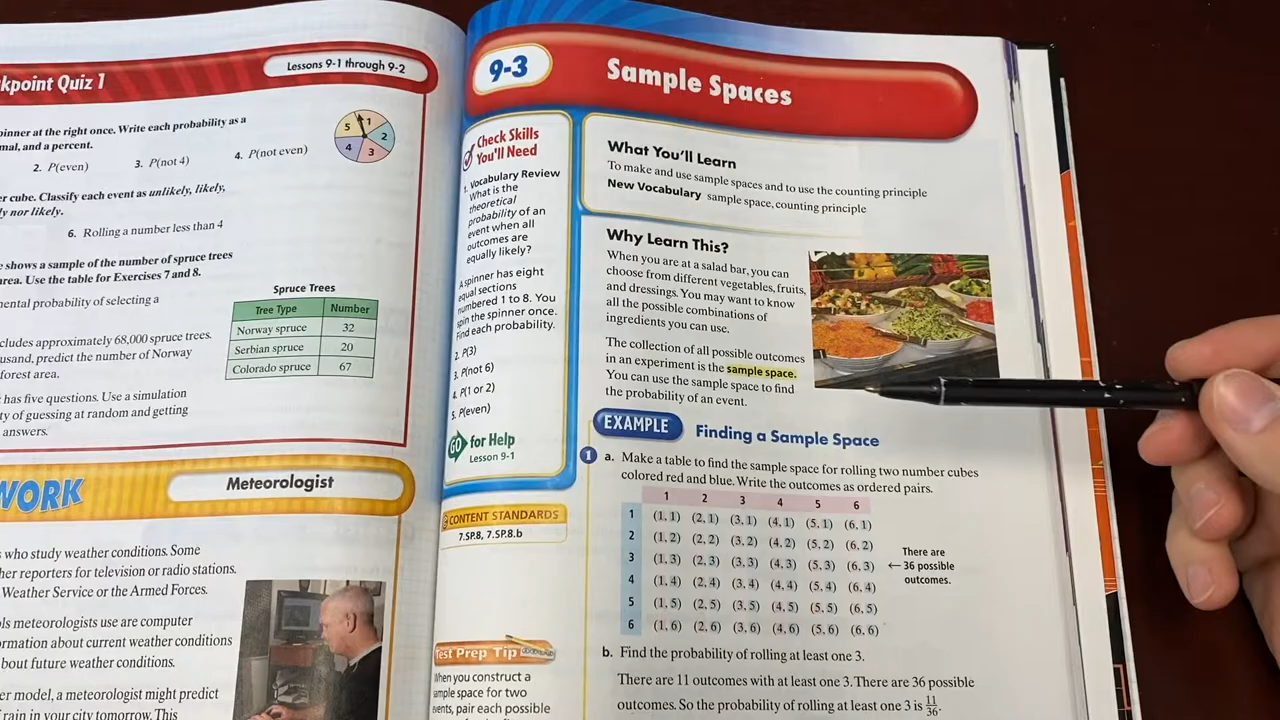 kpoint Quiz 1
Lessons 9-1 through 9-2
pinner at the right once. Write each probability as a
mal, and a percent.
2. P(even)
3. P(not 4)
4. P(not even)
5
1
2
3
4
er cube. Classify each event as unlikely, likely,
ly nor likely.
6. Rolling a number less than 4
e shows a sample of the number of spruce trees
area. Use the table for Exercises 7 and 8.
Spruce Trees
Tree Type Number
Norway spruce 32
Serbian spruce 20
Colorado spruce 67
mental probability of selecting a
cludes approximately 68,000 spruce trees.
usand, predict the number of Norway
forest area.
has five questions. Use a simulation
ty of guessing at random and getting
answers.
WORK
Meteorologist
who study weather conditions. Some
her reporters for television or radio stations.
Weather Service or the Armed Forces.
ols meteorologists use are computer
ormation about current weather conditions
bout future weather conditions.
er model, a meteorologist might predict
rain in your city tomorrow. This
9-3
Sample Spaces
Check Skills
You'll Need
1. Vocabulary Review
What is the
theoretical
probability of an
event when all
outcomes are
equally likely?
A spinner has eight
equal sections
numbered 1 to 8. You
spin the spinner once.
Find each probability.
2. P(3)
3. P(not 6)
4. P(1 or 2)
5. P(even)
GO for Help
Lesson 9-1
CONTENT STANDARDS
7.SP.8, 7.SP.8.b
Test Prep Tip
When you construct a
sample space for two
events, pair each possible
What You'll Learn
To make and use sample spaces and to use the counting principle
New Vocabulary sample space, counting principle
Why Learn This?
When you are at a salad bar, you can
choose from different vegetables, fruits,
and dressings. You may want to know
all the possible combinations of
ingredients you can use.
The collection of all possible outcomes
in an experiment is the sample space.
You can use the sample space to find
the probability of an event.
EXAMPLE Finding a Sample Space
1 a. Make a table to find the sample space for rolling two number cubes
colored red and blue. Write the outcomes as ordered pairs.
1 2 3 4 5 6
1 (1, 1) (2, 1) (3, 1) (4, 1) (5, 1) (6, 1)
2 (1, 2) (2, 2) (3, 2) (4, 2) (5, 2) (6, 2)
3 (1, 3) (2, 3) (3, 3) (4, 3) (5, 3) (6, 3)
4 (1, 4) (2, 4) (3, 4) (4, 4) (5, 4) (6, 4)
5 (1, 5) (2, 5) (3, 5) (4, 5) (5, 5) (6, 5)
6 (1, 6) (2, 6) (3, 6) (4, 6) (5, 6) (6, 6)
There are
← 36 possible
outcomes.
b. Find the probability of rolling at least one 3.
There are 11 outcomes with at least one 3. There are 36 possible
outcomes. So the probability of rolling at least one 3 is 11/36.